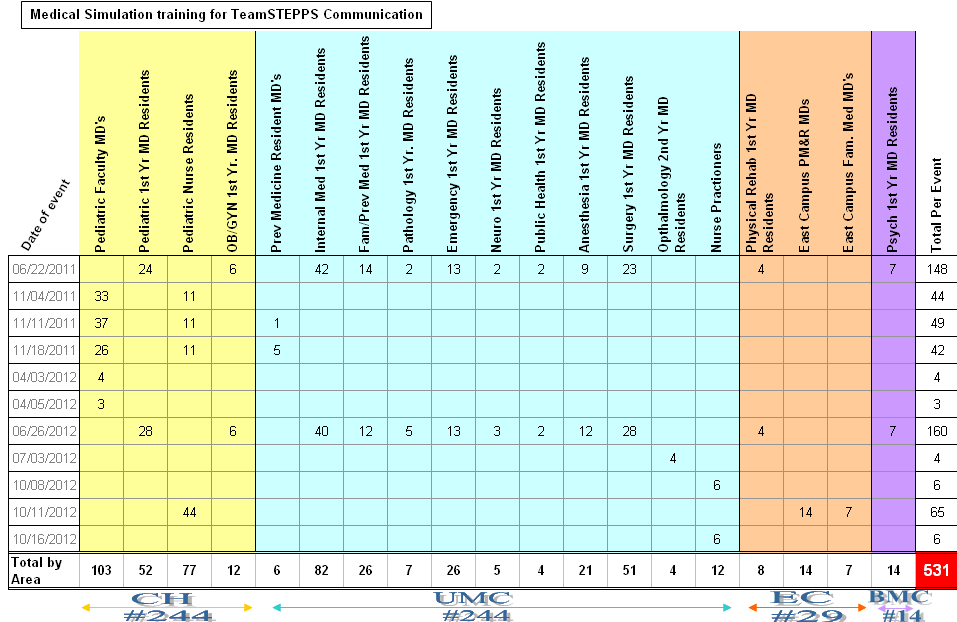 Medical Simulation training for TeamSTEPPS Communication
Date of event
Pediatric Faculty MD's
Pediatric 1st Yr MD Residents
Pediatric Nurse Residents
OB/GYN 1st Yr. MD Residents
Prev Medicine Resident MD's
Internal Med 1st Yr MD Residents
Fam/Prev Med 1st Yr MD Residents
Pathology 1st Yr. MD Residents
Emergency 1st Yr MD Residents
Neuro 1st Yr MD Residents
Public Health 1st Yr MD Residents
Anesthesia 1st Yr MD Residents
Surgery 1st Yr MD Residents
Opthalmology 2nd Yr MD
Residents
Nurse Practioners
Physical Rehab 1st Yr MD
Residents
East Campus PM&R MDs
East Campus Fam. Med MD's
Psych 1st Yr MD Residents
Total Per Event
06/22/2011 24 6 42 14 2 13 2 2 9 23 4 7 148
11/04/2011 33 11 44
11/11/2011 37 11 1 49
11/18/2011 26 11 5 42
04/03/2012 4 4
04/05/2012 3 3
06/26/2012 28 6 40 12 5 13 3 2 12 28 4 7 160
07/03/2012 4 4
10/08/2012 6 6
10/11/2012 44 14 7 65
10/16/2012 6 6
Total by
Area
103 52 77 12 6 82 26 7 26 5 4 21 51 4 12 8 14 7 14 531
CH UMC EC BMC
#244 #244 #29 #14